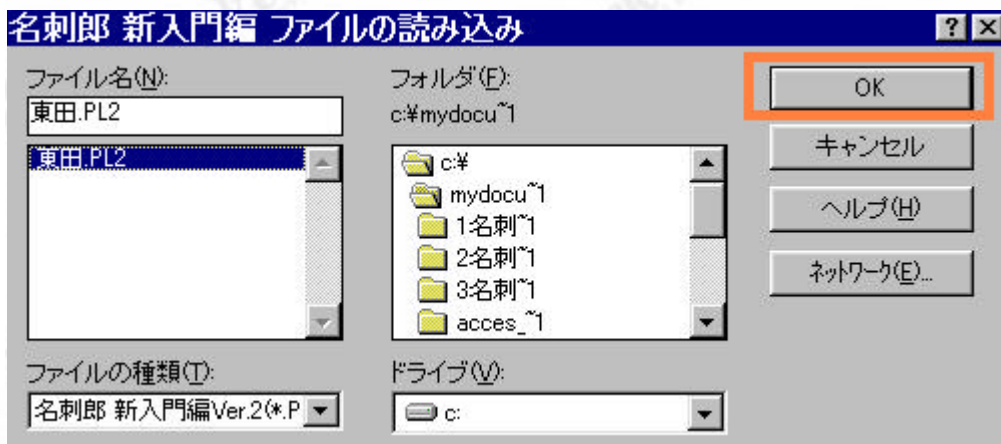 名刺郎 新入門編 ファイルの読み込み
ファイル名(N):
東田.PL2
東田.PL2
ファイルの種類(T):
名刺郎 新入門編Ver.2(*.P
フォルダ(F):
c:¥mydocu~1
c:¥
mydocu~1
1名刺~1
2名刺~1
3名刺~1
acces_~1
ドライブ(V):
c:
OK
キャンセル
ヘルプ(H)
ネットワーク(E)...